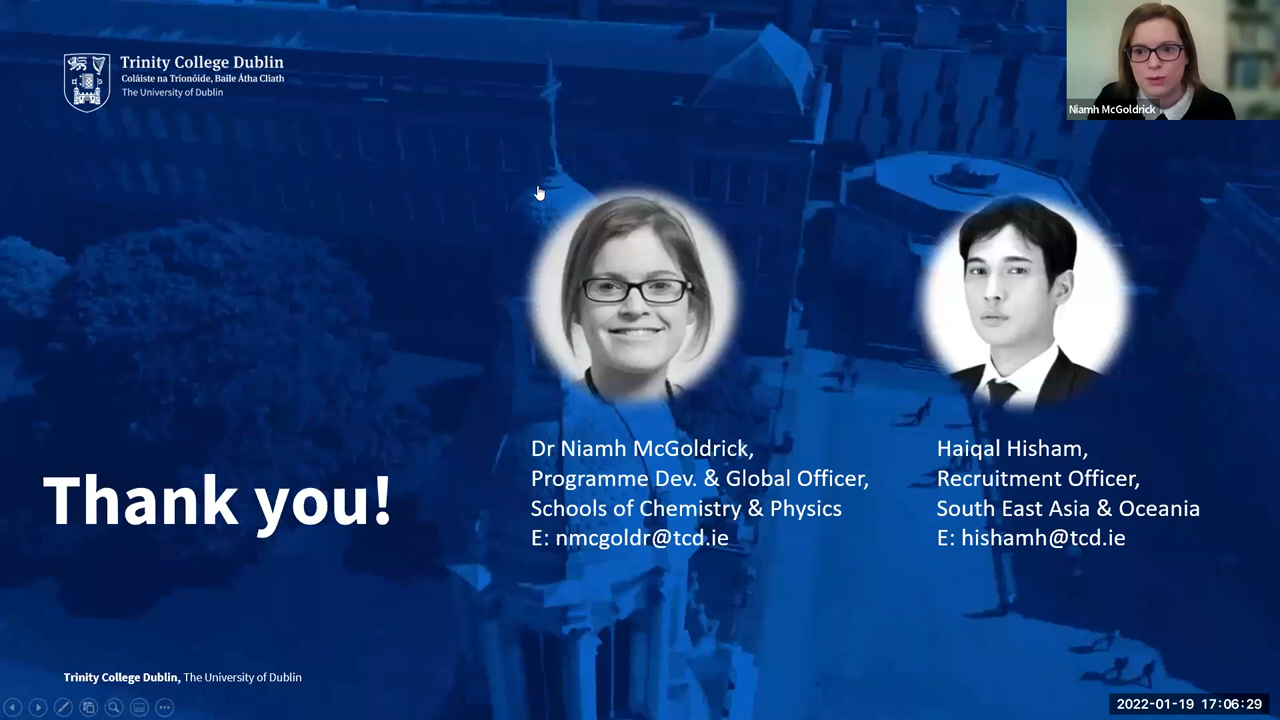 Trinity College Dublin
Coláiste na Tríonóide, Baile Átha Cliath
The University of Dublin
Niamh McGoldrick
Dr Niamh McGoldrick,
Programme Dev. & Global Officer,
Schools of Chemistry & Physics
E: nmcgoldr@tcd.ie
Haiqal Hisham,
Recruitment Officer,
South East Asia & Oceania
E: hishamh@tcd.ie
Thank you!
Trinity College Dublin, The University of Dublin
2022-01-19 17:06:29